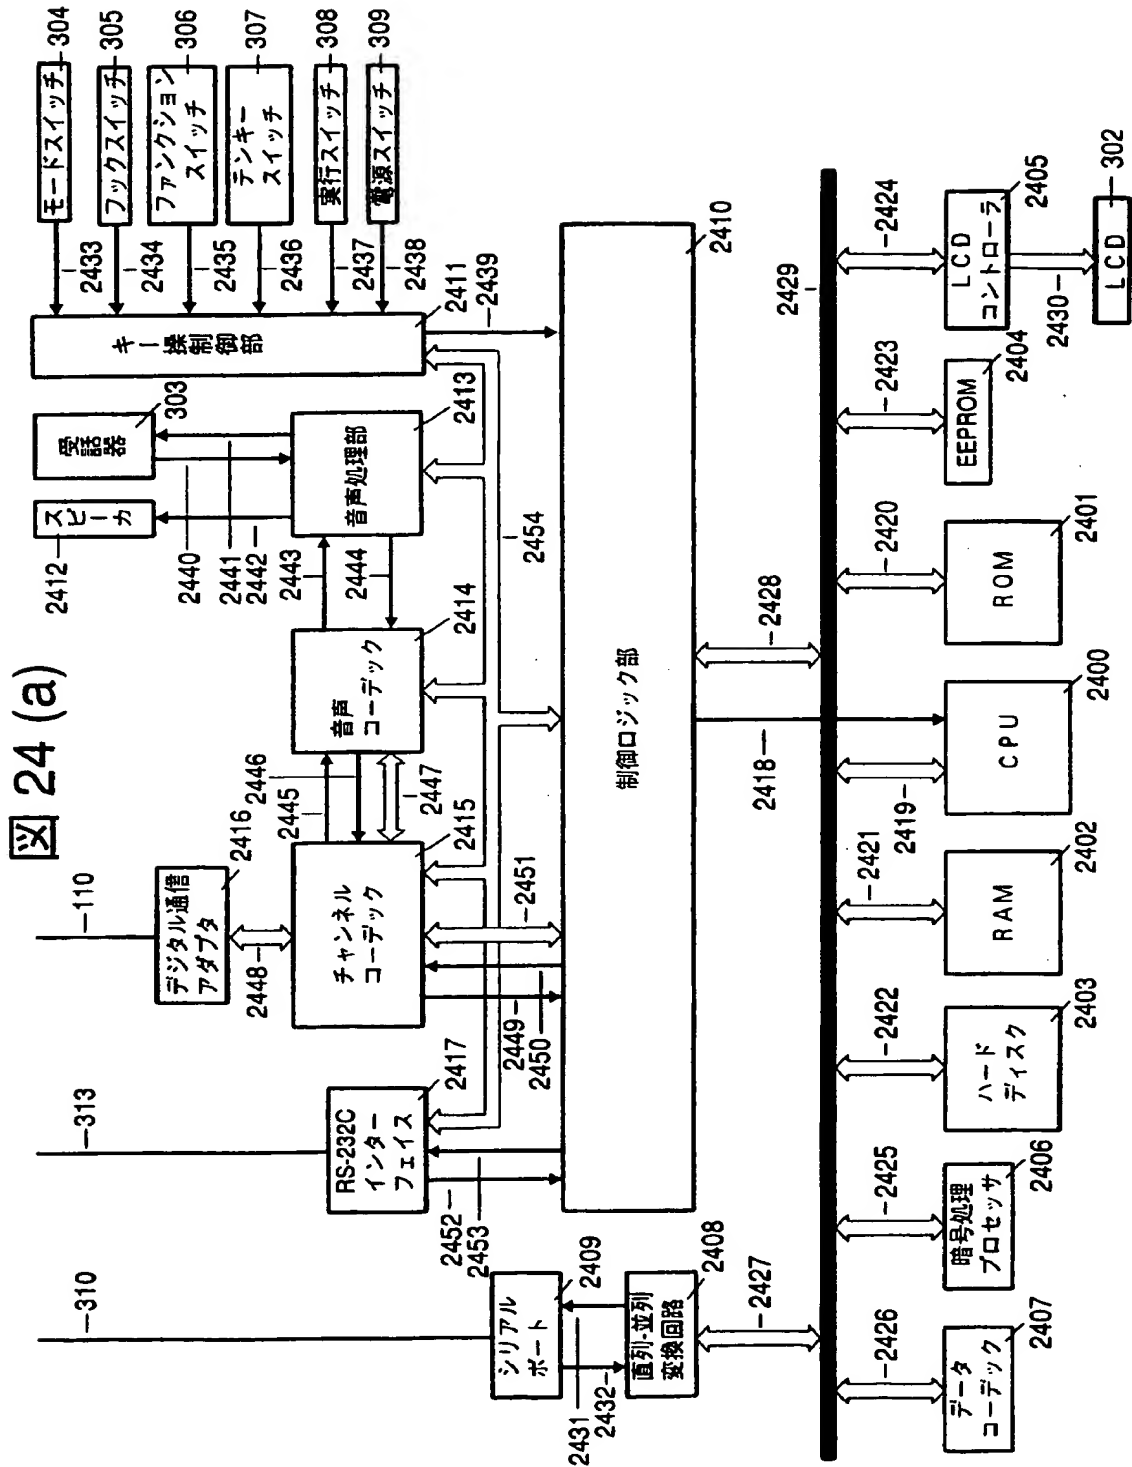 図 24 (a)
モードスイッチ
304
フックスイッチ
305
ファンクション
スイッチ
306
テンキー
スイッチ
307
実行スイッチ
308
電源スイッチ
309
2433
2434
2435
2436
2437
2438
キー操制御部
2411
2439
受話器
303
スピーカ
2412
2440
2441
2442
音声処理部
2413
2443
2444
音声
コーデック
2414
2445
2446
2447
チャンネル
コーデック
2415
デジタル通信
アダプタ
2416
110
2448
2449
2450
2451
RS-232C
インター
フェイス
2417
313
2452
2453
2454
制御ロジック部
2410
シリアル
ポート
2409
310
2431
2432
直列-並列
変換回路
2408
2427
2418
2428
2429
データ
コーデック
2407
2426
暗号処理
プロセッサ
2406
2425
ハード
ディスク
2403
2422
RAM
2402
2421
CPU
2400
2419
ROM
2401
2420
EEPROM
2404
2423
LCD
コントローラ
2405
2424
2430
LCD
302